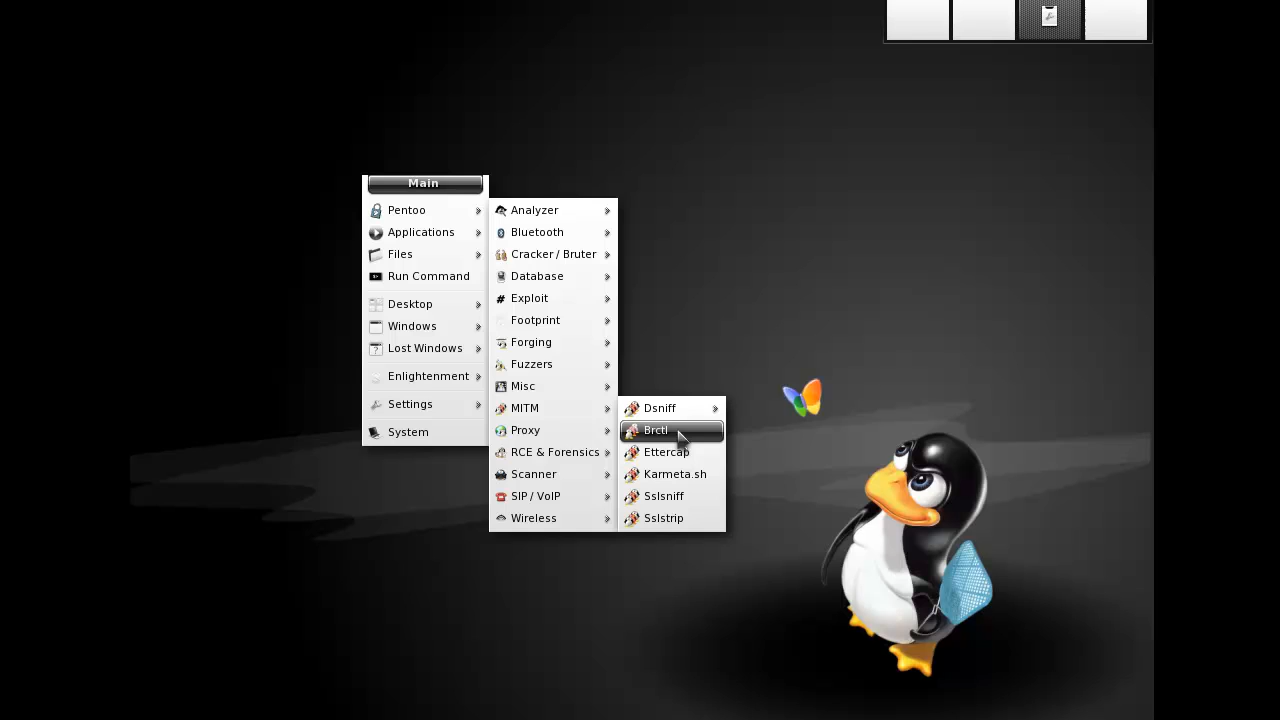 Main
Pentoo
Applications
Files
Run Command
Desktop
Windows
Lost Windows
Enlightenment
Settings
System
Analyzer
Bluetooth
Cracker / Bruter
Database
Exploit
Footprint
Forging
Fuzzers
Misc
MITM
Proxy
RCE & Forensics
Scanner
SIP / VoIP
Wireless
Dsniff
Brctl
Ettercap
Karmeta.sh
Sslsniff
Sslstrip